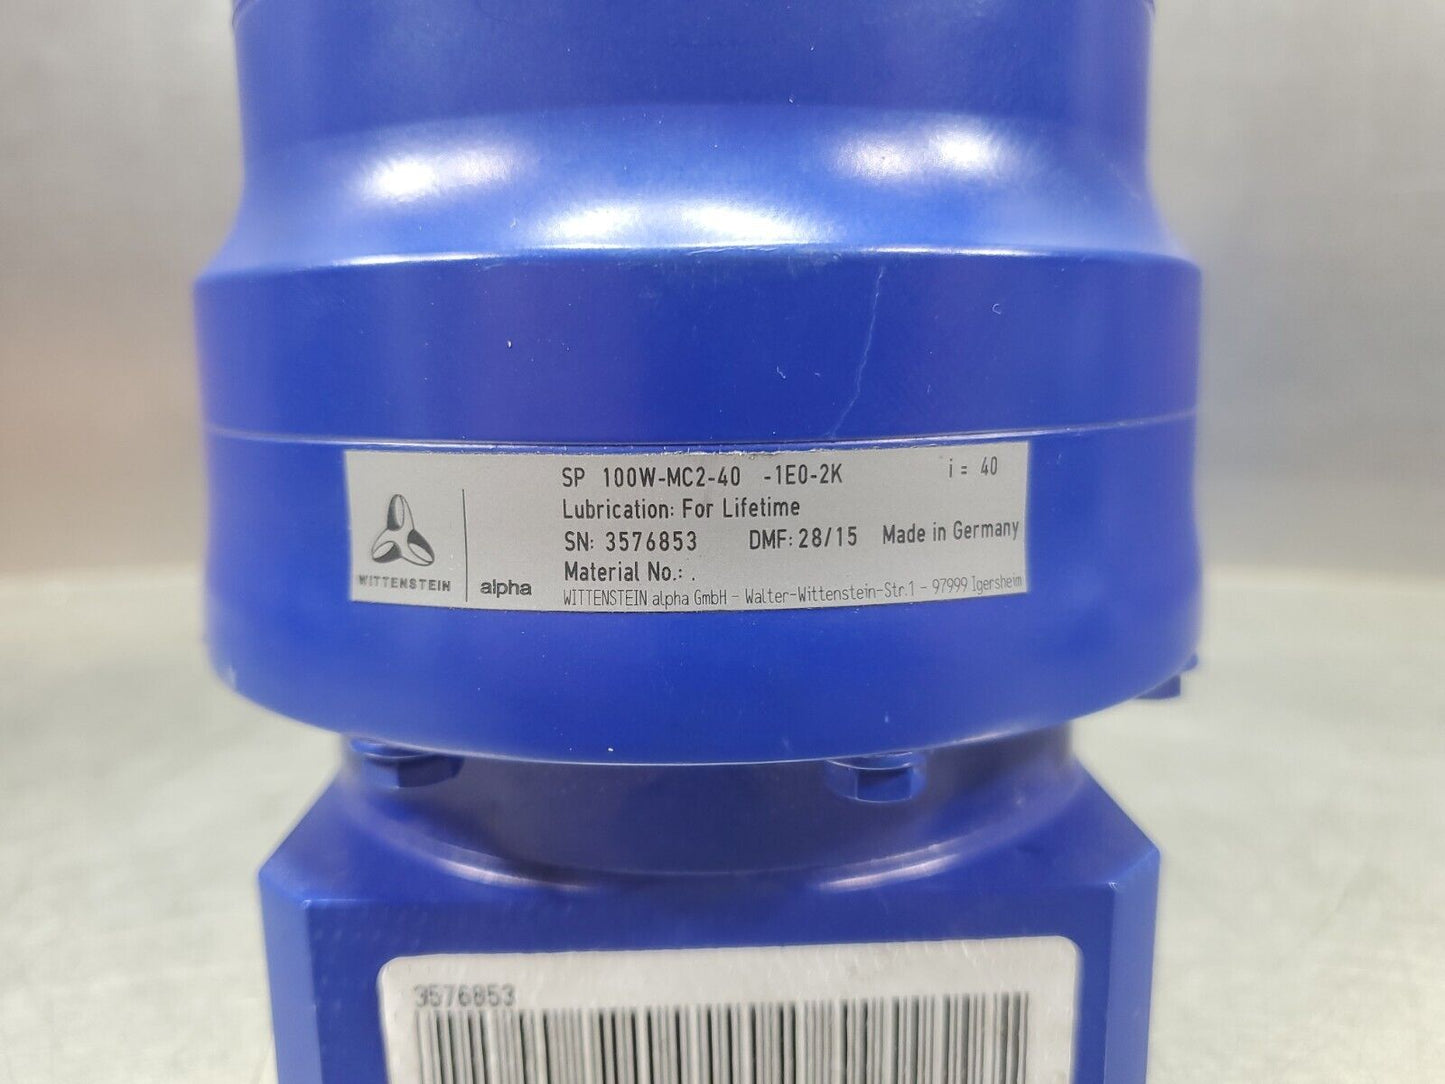 SP 100W-MC2-40 -1E0-2K i = 40
Lubrication: For Lifetime
SN: 3576853 DMF: 28/15 Made in Germany
Material No.: .
WITTENSTEIN alpha GmbH - Walter-Wittenstein-Str.1 - 97999 Igersheim
WITTENSTEIN alpha
3576853